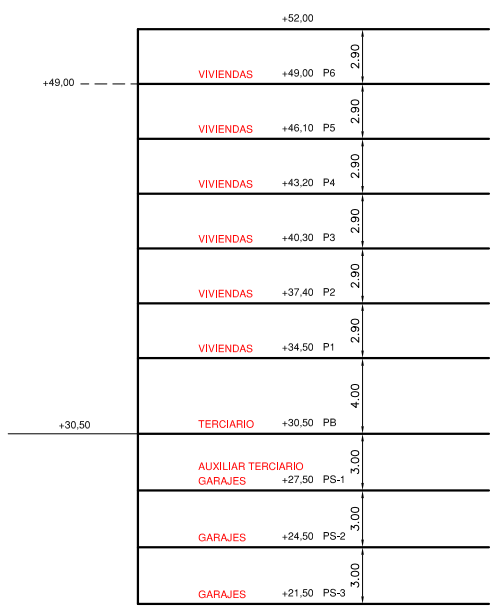 +52,00
2.90
VIVIENDAS +49,00 P6
+49,00
2.90
VIVIENDAS +46,10 P5
2.90
VIVIENDAS +43,20 P4
2.90
VIVIENDAS +40,30 P3
2.90
VIVIENDAS +37,40 P2
2.90
VIVIENDAS +34,50 P1
4.00
TERCIARIO +30,50 PB
+30,50
3.00
AUXILIAR TERCIARIO
GARAJES +27,50 PS-1
3.00
GARAJES +24,50 PS-2
3.00
GARAJES +21,50 PS-3